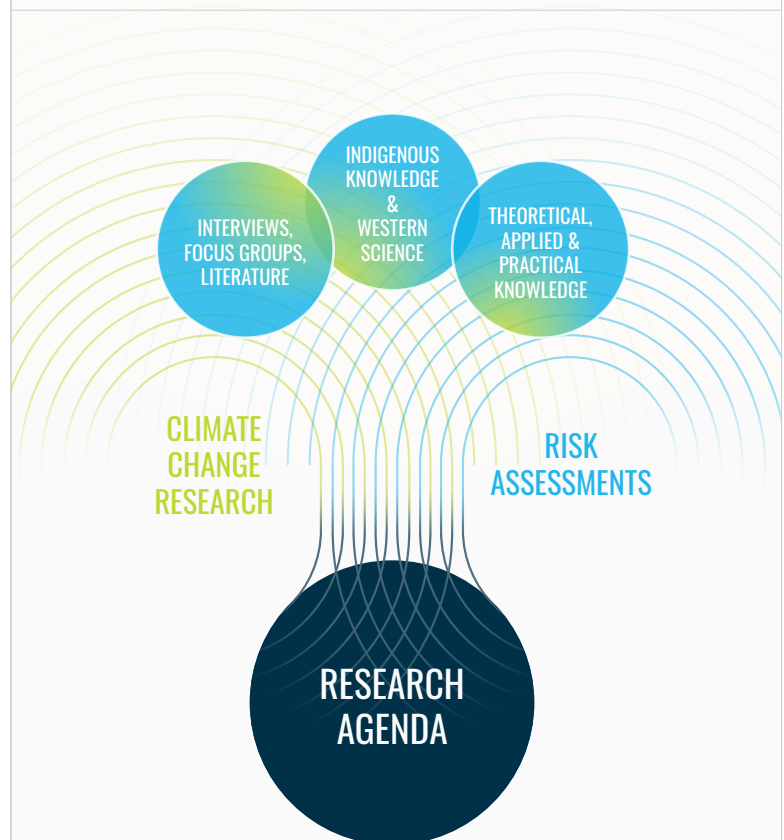 INDIGENOUS
KNOWLEDGE
&
WESTERN
SCIENCE
INTERVIEWS,
FOCUS GROUPS,
LITERATURE
THEORETICAL,
APPLIED &
PRACTICAL
KNOWLEDGE
CLIMATE
CHANGE
RESEARCH
RISK
ASSESSMENTS
RESEARCH
AGENDA